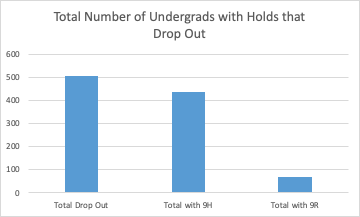 Total Number of Undergrads with Holds that
Drop Out
600
500
400
300
200
100
0
Total Drop Out
Total with 9H
Total with 9R